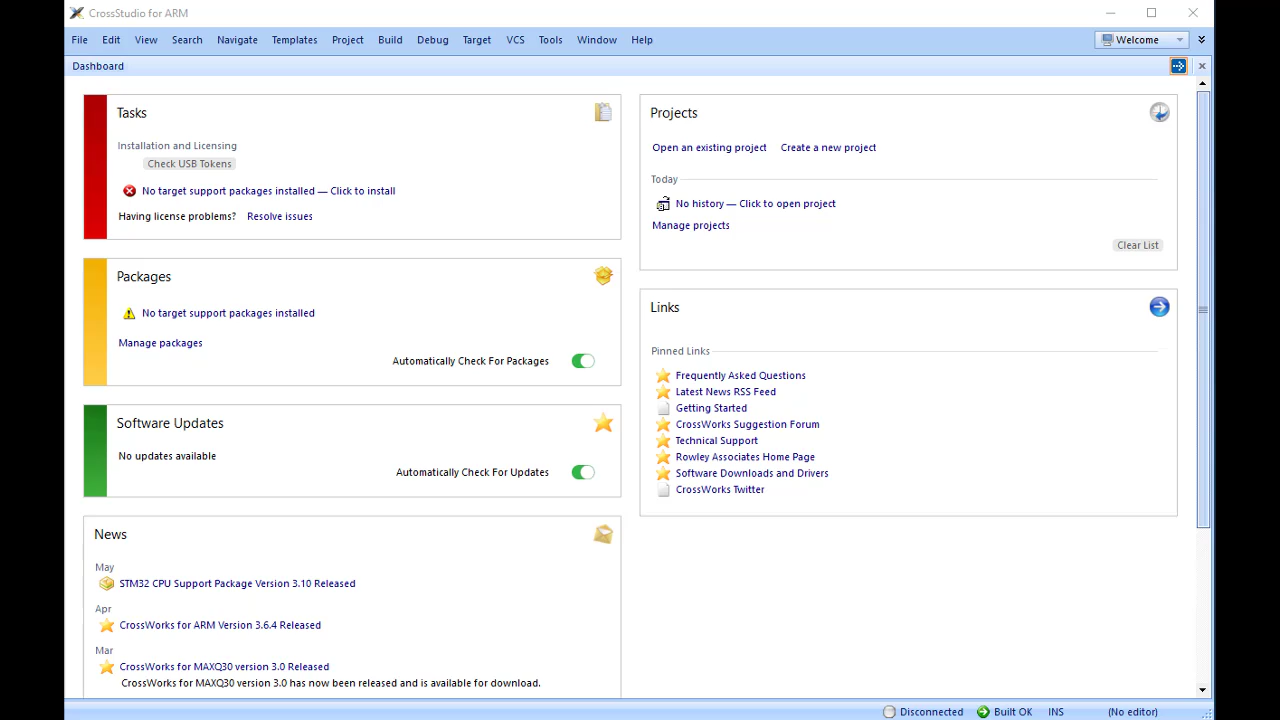 CrossStudio for ARM
File Edit View Search Navigate Templates Project Build Debug Target VCS Tools Window Help Welcome
Dashboard
Tasks
Installation and Licensing
Check USB Tokens
No target support packages installed — Click to install
Having license problems? Resolve issues
Packages
No target support packages installed
Manage packages
Automatically Check For Packages
Software Updates
No updates available
Automatically Check For Updates
News
May
STM32 CPU Support Package Version 3.10 Released
Apr
CrossWorks for ARM Version 3.6.4 Released
Mar
CrossWorks for MAXQ30 version 3.0 Released
CrossWorks for MAXQ30 version 3.0 has now been released and is available for download.
Projects
Open an existing project Create a new project
Today
No history — Click to open project
Manage projects
Clear List
Links
Pinned Links
Frequently Asked Questions
Latest News RSS Feed
Getting Started
CrossWorks Suggestion Forum
Technical Support
Rowley Associates Home Page
Software Downloads and Drivers
CrossWorks Twitter
Disconnected Built OK INS (No editor)